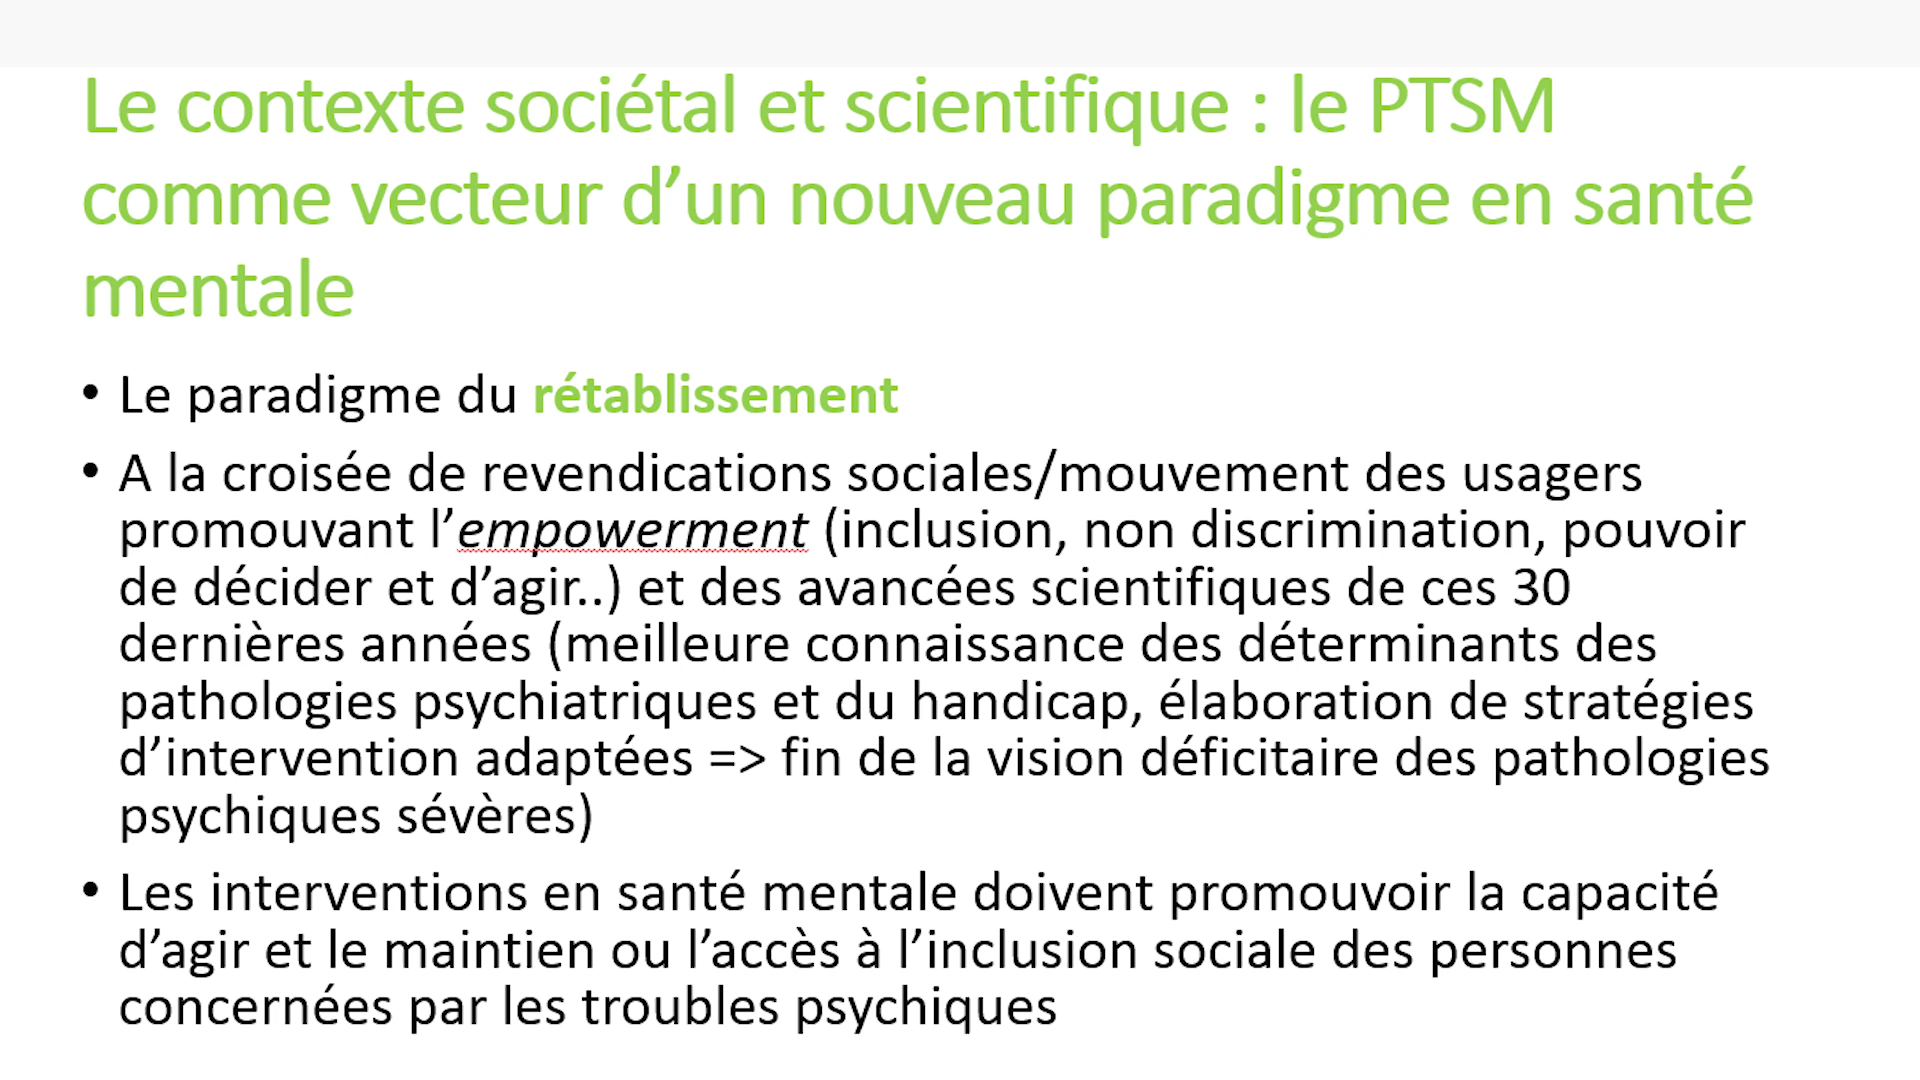 Le contexte sociétal et scientifique : le PTSM
comme vecteur d’un nouveau paradigme en santé
mentale
• Le paradigme du rétablissement
• A la croisée de revendications sociales/mouvement des usagers
promouvant l’empowerment (inclusion, non discrimination, pouvoir
de décider et d’agir..) et des avancées scientifiques de ces 30
dernières années (meilleure connaissance des déterminants des
pathologies psychiatriques et du handicap, élaboration de stratégies
d’intervention adaptées => fin de la vision déficitaire des pathologies
psychiques sévères)
• Les interventions en santé mentale doivent promouvoir la capacité
d’agir et le maintien ou l’accès à l’inclusion sociale des personnes
concernées par les troubles psychiques